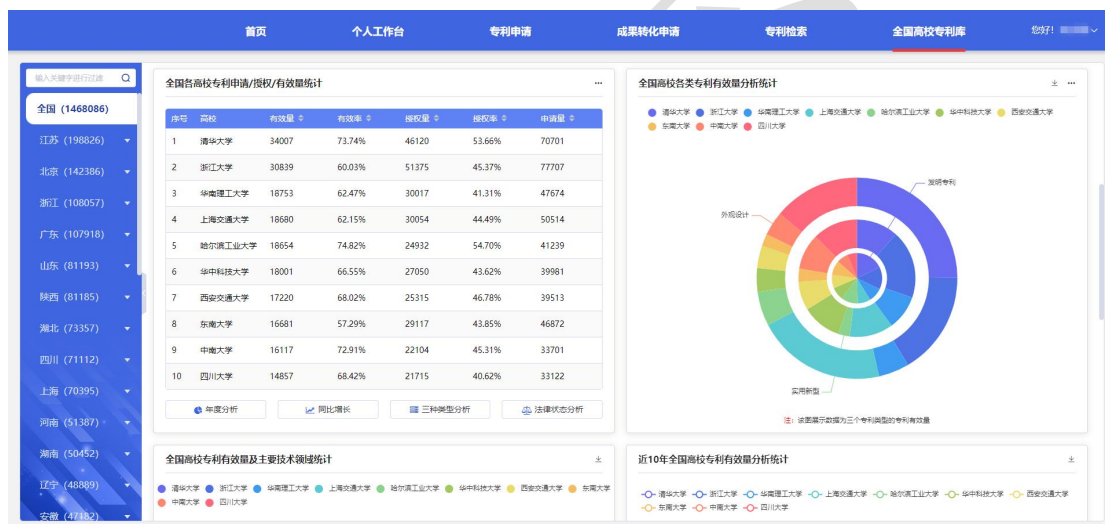 首页 个人工作台 专利申请 成果转化申请 专利检索 全国高校专利库 您好!
输入关键字进行过滤
全国 (1468086)
江苏 (198826)
北京 (142386)
浙江 (108057)
广东 (107918)
山东 (81193)
陕西 (81185)
湖北 (73357)
四川 (71112)
上海 (70395)
河南 (51387)
湖南 (50452)
辽宁 (48889)
安徽 (47182)
全国各高校专利申请/授权/有效量统计
序号 高校 有效量 有效率 授权量 授权率 申请量
1 清华大学 34007 73.74% 46120 53.66% 70701
2 浙江大学 30839 60.03% 51375 45.37% 77707
3 华南理工大学 18753 62.47% 30017 41.31% 47674
4 上海交通大学 18680 62.15% 30054 44.49% 50514
5 哈尔滨工业大学 18654 74.82% 24932 54.70% 41239
6 华中科技大学 18001 66.55% 27050 43.62% 39981
7 西安交通大学 17220 68.02% 25315 46.78% 39513
8 东南大学 16681 57.29% 29117 43.85% 46872
9 中南大学 16117 72.91% 22104 45.31% 33701
10 四川大学 14857 68.42% 21715 40.62% 33122
年度分析 同比增长 三种类型分析 法律状态分析
全国高校各类专利有效量分析统计
清华大学 浙江大学 华南理工大学 上海交通大学 哈尔滨工业大学 华中科技大学 西安交通大学
东南大学 中南大学 四川大学
发明专利
外观设计
实用新型
注: 该图展示数据为三个专利类型的专利有效量
全国高校专利有效量及主要技术领域统计
清华大学 浙江大学 华南理工大学 上海交通大学 哈尔滨工业大学 华中科技大学 西安交通大学 东南大学
中南大学 四川大学
近10年全国高校专利有效量分析统计
清华大学 浙江大学 华南理工大学 上海交通大学 哈尔滨工业大学 华中科技大学 西安交通大学
东南大学 中南大学 四川大学